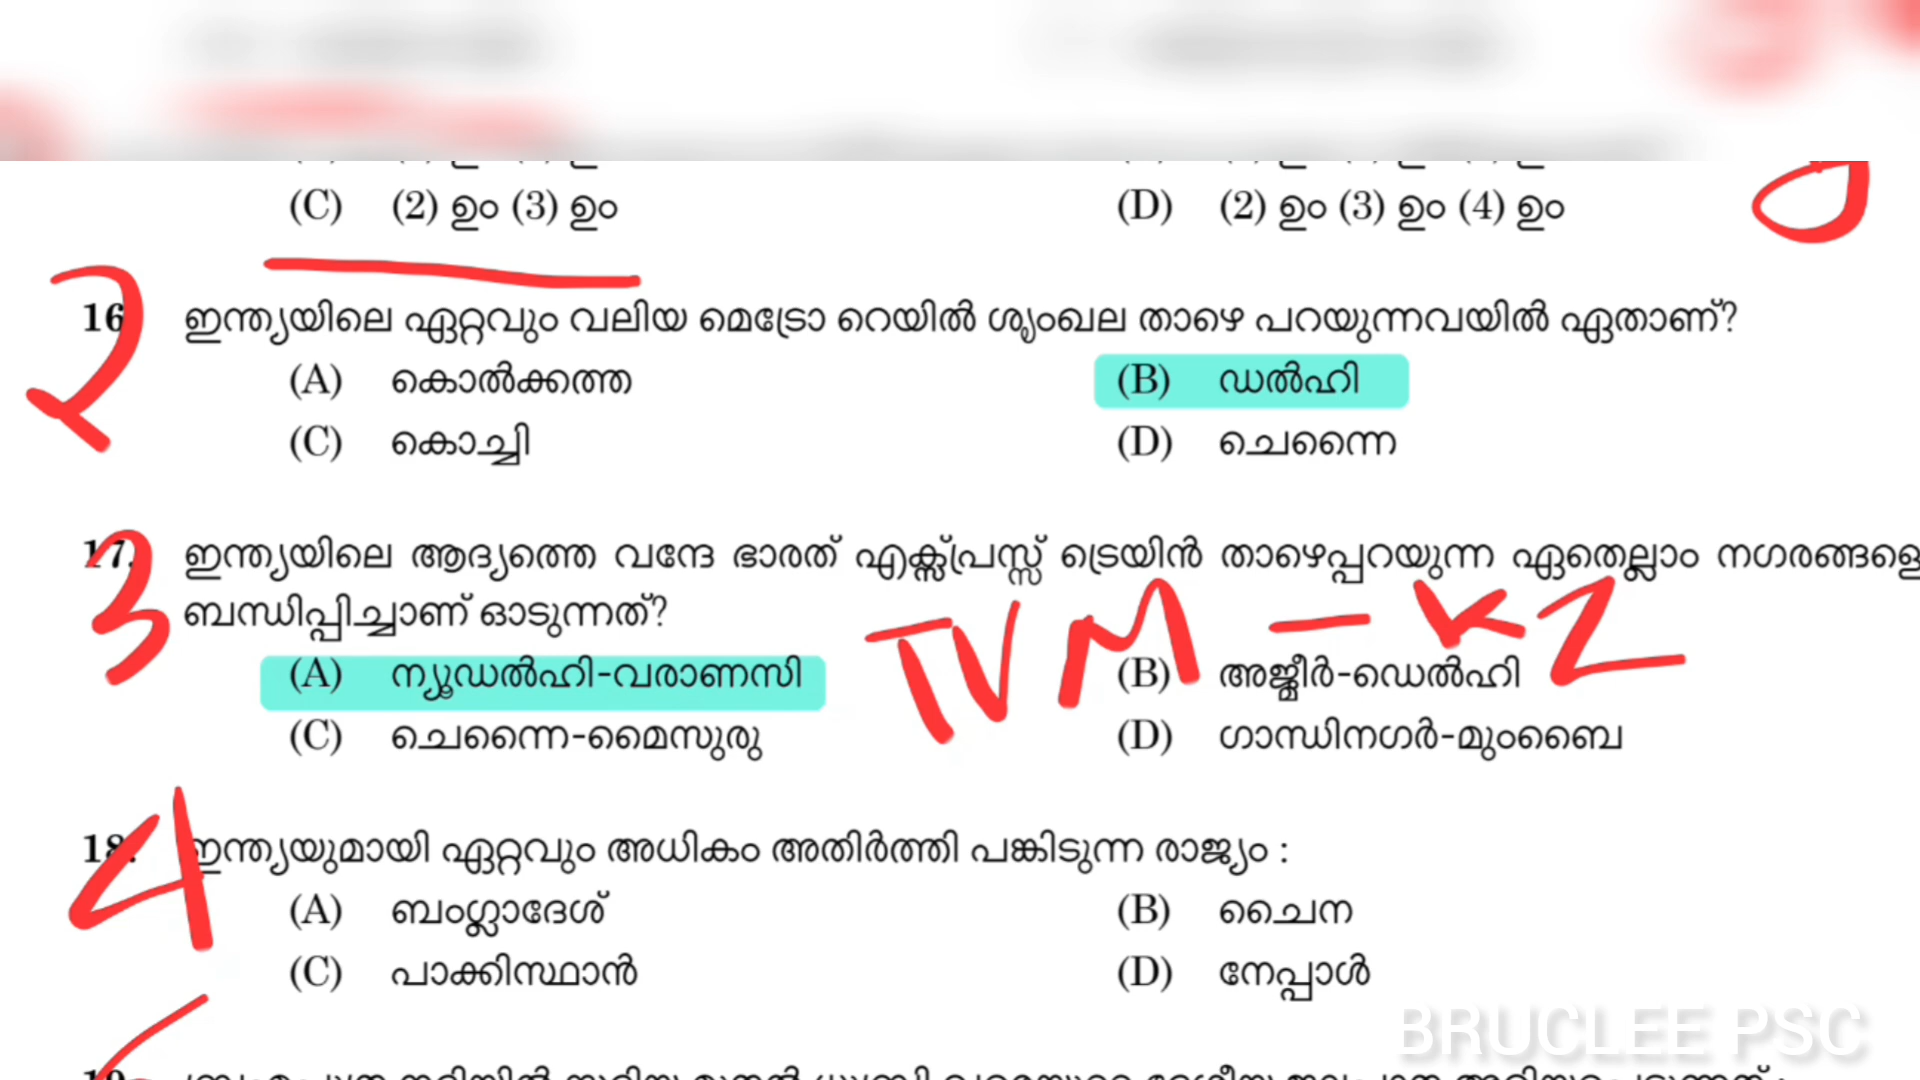 (C) (2) ഉം (3) ഉം (D) (2) ഉം (3) ഉം (4) ഉം
2
16 ഇന്ത്യയിലെ ഏറ്റവും വലിയ മെട്രോ റെയിൽ ശൃംഖല താഴെ പറയുന്നവയിൽ ഏതാണ്?
(A) കൊൽക്കത്ത (B) ഡൽഹി
(C) കൊച്ചി (D) ചെന്നൈ
3
17. ഇന്ത്യയിലെ ആദ്യത്തെ വന്ദേ ഭാരത് എക്സ്പ്രസ്സ് ട്രെയിൻ താഴെപ്പറയുന്ന ഏതെല്ലാം നഗരങ്ങളെ
ബന്ധിപ്പിച്ചാണ് ഓടുന്നത്?
TVM - KZ
(A) ന്യൂഡൽഹി-വരാണസി (B) അജ്മീർ-ഡെൽഹി
(C) ചെന്നൈ-മൈസുരു (D) ഗാന്ധിനഗർ-മുംബൈ
4
18. ഇന്ത്യയുമായി ഏറ്റവും അധികം അതിർത്തി പങ്കിടുന്ന രാജ്യം :
(A) ബംഗ്ലാദേശ് (B) ചൈന
(C) പാക്കിസ്ഥാൻ (D) നേപ്പാൾ
BRUCLEE PSC